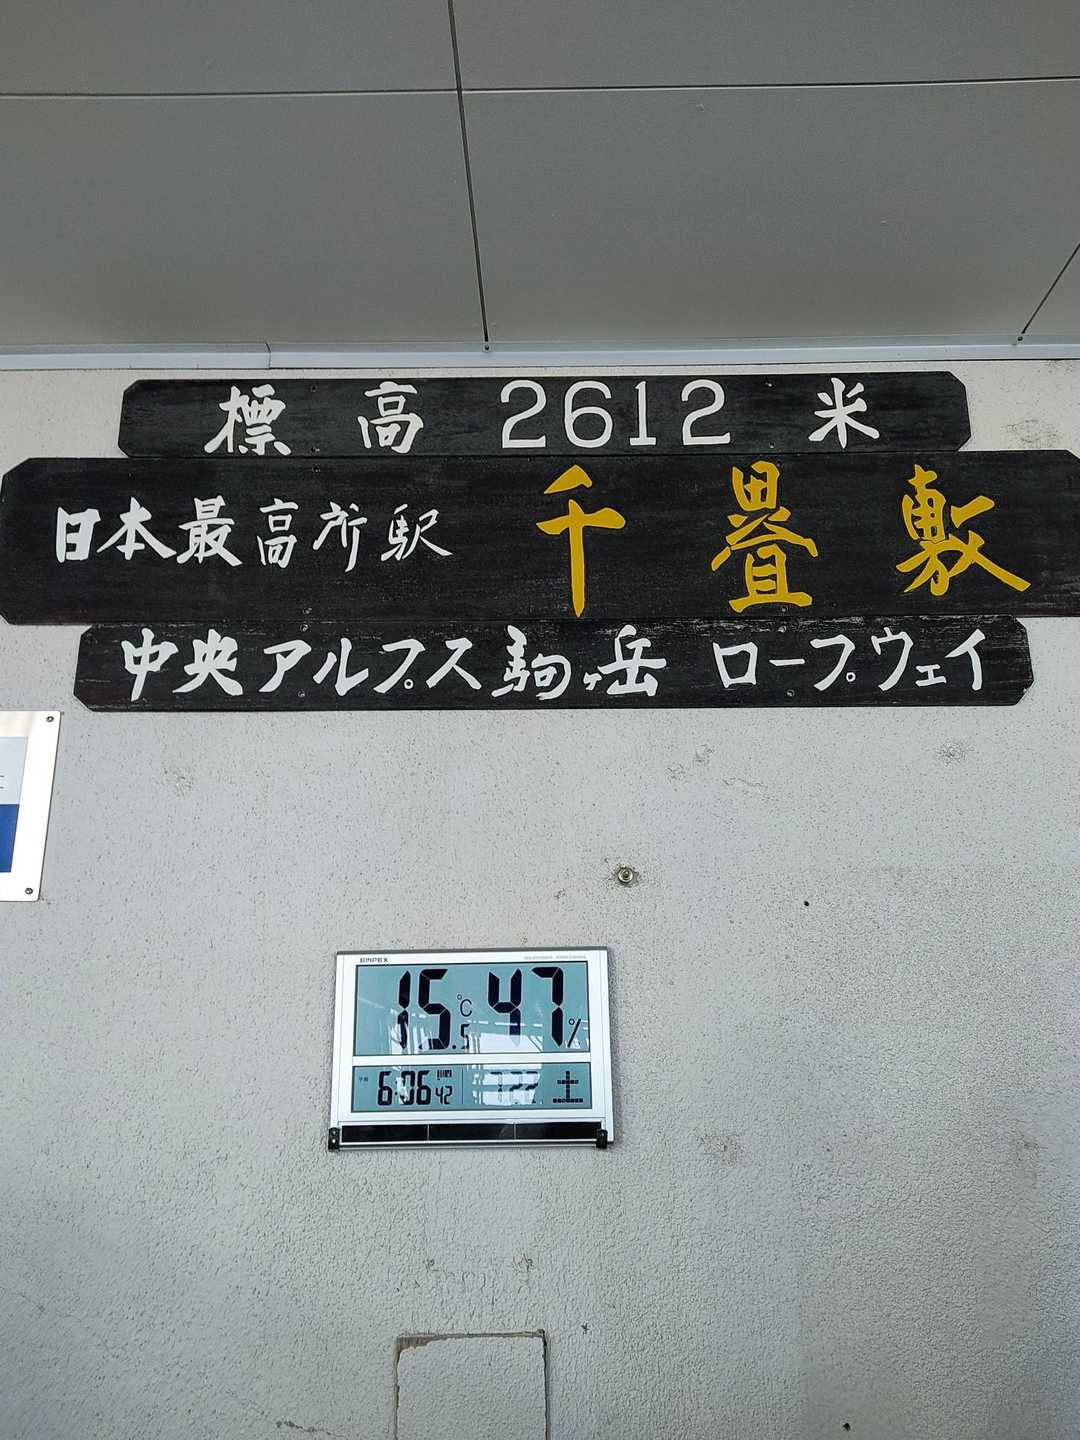 標高 2612 米
日本最高所駅 千畳敷
中央アルプス駒ヶ岳 ロープウェイ
EMPEX
15.5℃ 47%
午前 6:06 42 7 22 土